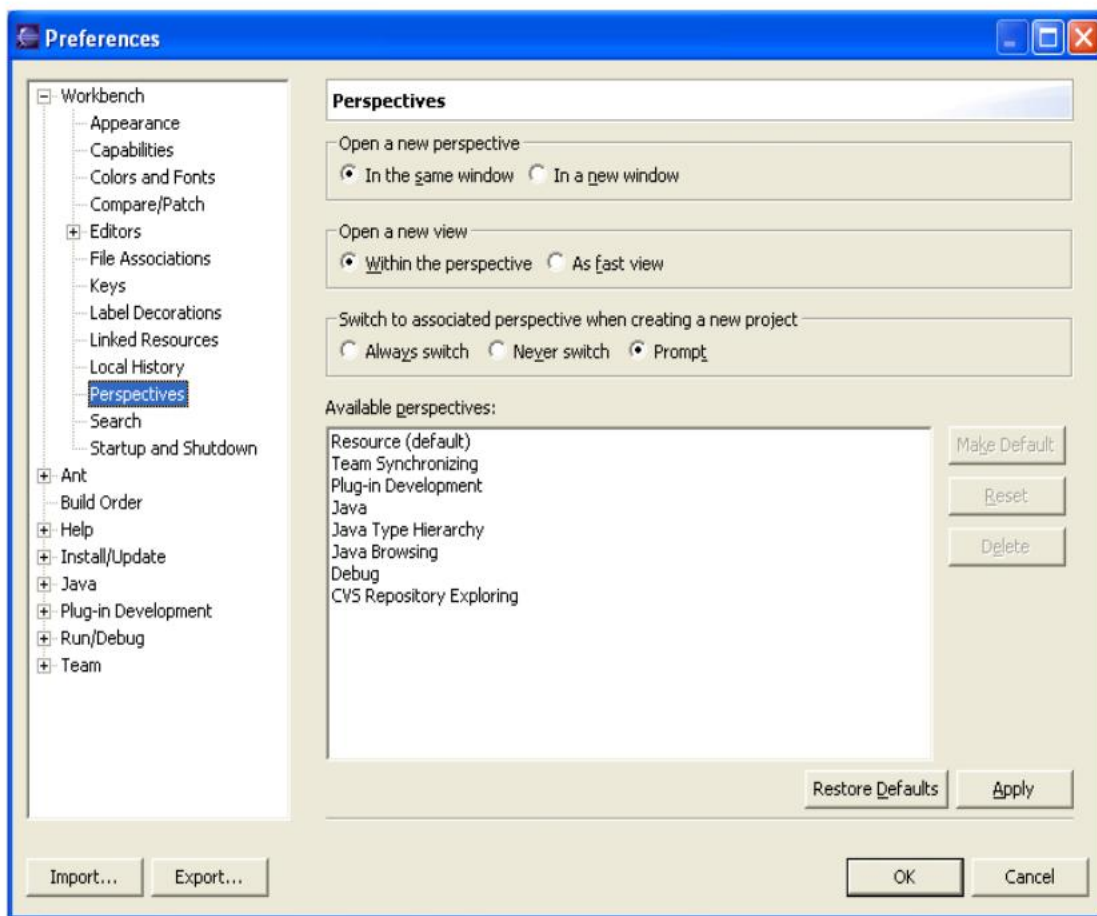 Preferences
Workbench
Appearance
Capabilities
Colors and Fonts
Compare/Patch
Editors
File Associations
Keys
Label Decorations
Linked Resources
Local History
Perspectives
Search
Startup and Shutdown
Ant
Build Order
Help
Install/Update
Java
Plug-in Development
Run/Debug
Team
Perspectives
Open a new perspective
In the same window In a new window
Open a new view
Within the perspective As fast view
Switch to associated perspective when creating a new project
Always switch Never switch Prompt
Available perspectives:
Resource (default)
Team Synchronizing
Plug-in Development
Java
Java Type Hierarchy
Java Browsing
Debug
CVS Repository Exploring
Make Default
Reset
Delete
Restore Defaults Apply
Import... Export... OK Cancel